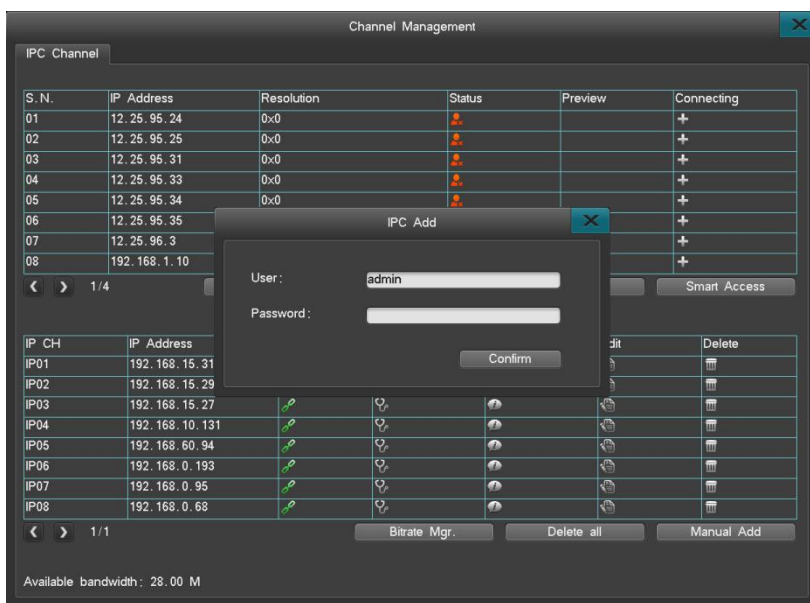 Channel Management
IPC Channel
S.N. IP Address Resolution Status Preview Connecting
01 12.25.95.24 0x0
02 12.25.95.25 0x0
03 12.25.95.31 0x0
04 12.25.95.33 0x0
05 12.25.95.34 0x0
06 12.25.95.35
07 12.25.96.3
08 192.168.1.10
1/4 Smart Access
IPC Add
User: admin
Password:
Confirm
IP CH IP Address dit Delete
IP01 192.168.15.31
IP02 192.168.15.29
IP03 192.168.15.27
IP04 192.168.10.131
IP05 192.168.60.94
IP06 192.168.0.193
IP07 192.168.0.95
IP08 192.168.0.68
1/1 Bitrate Mgr. Delete all Manual Add
Available bandwidth: 28.00 M